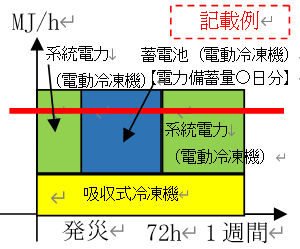 MJ/h↵
記載例
系統電力↓
（電動冷凍機）
蓄電池（電動冷凍機）
【電力備蓄量〇日分】
系統電力↓
（電動冷凍機）↵
↵
吸収式冷凍機↵
発災↵ 72h↵ 1週間↵